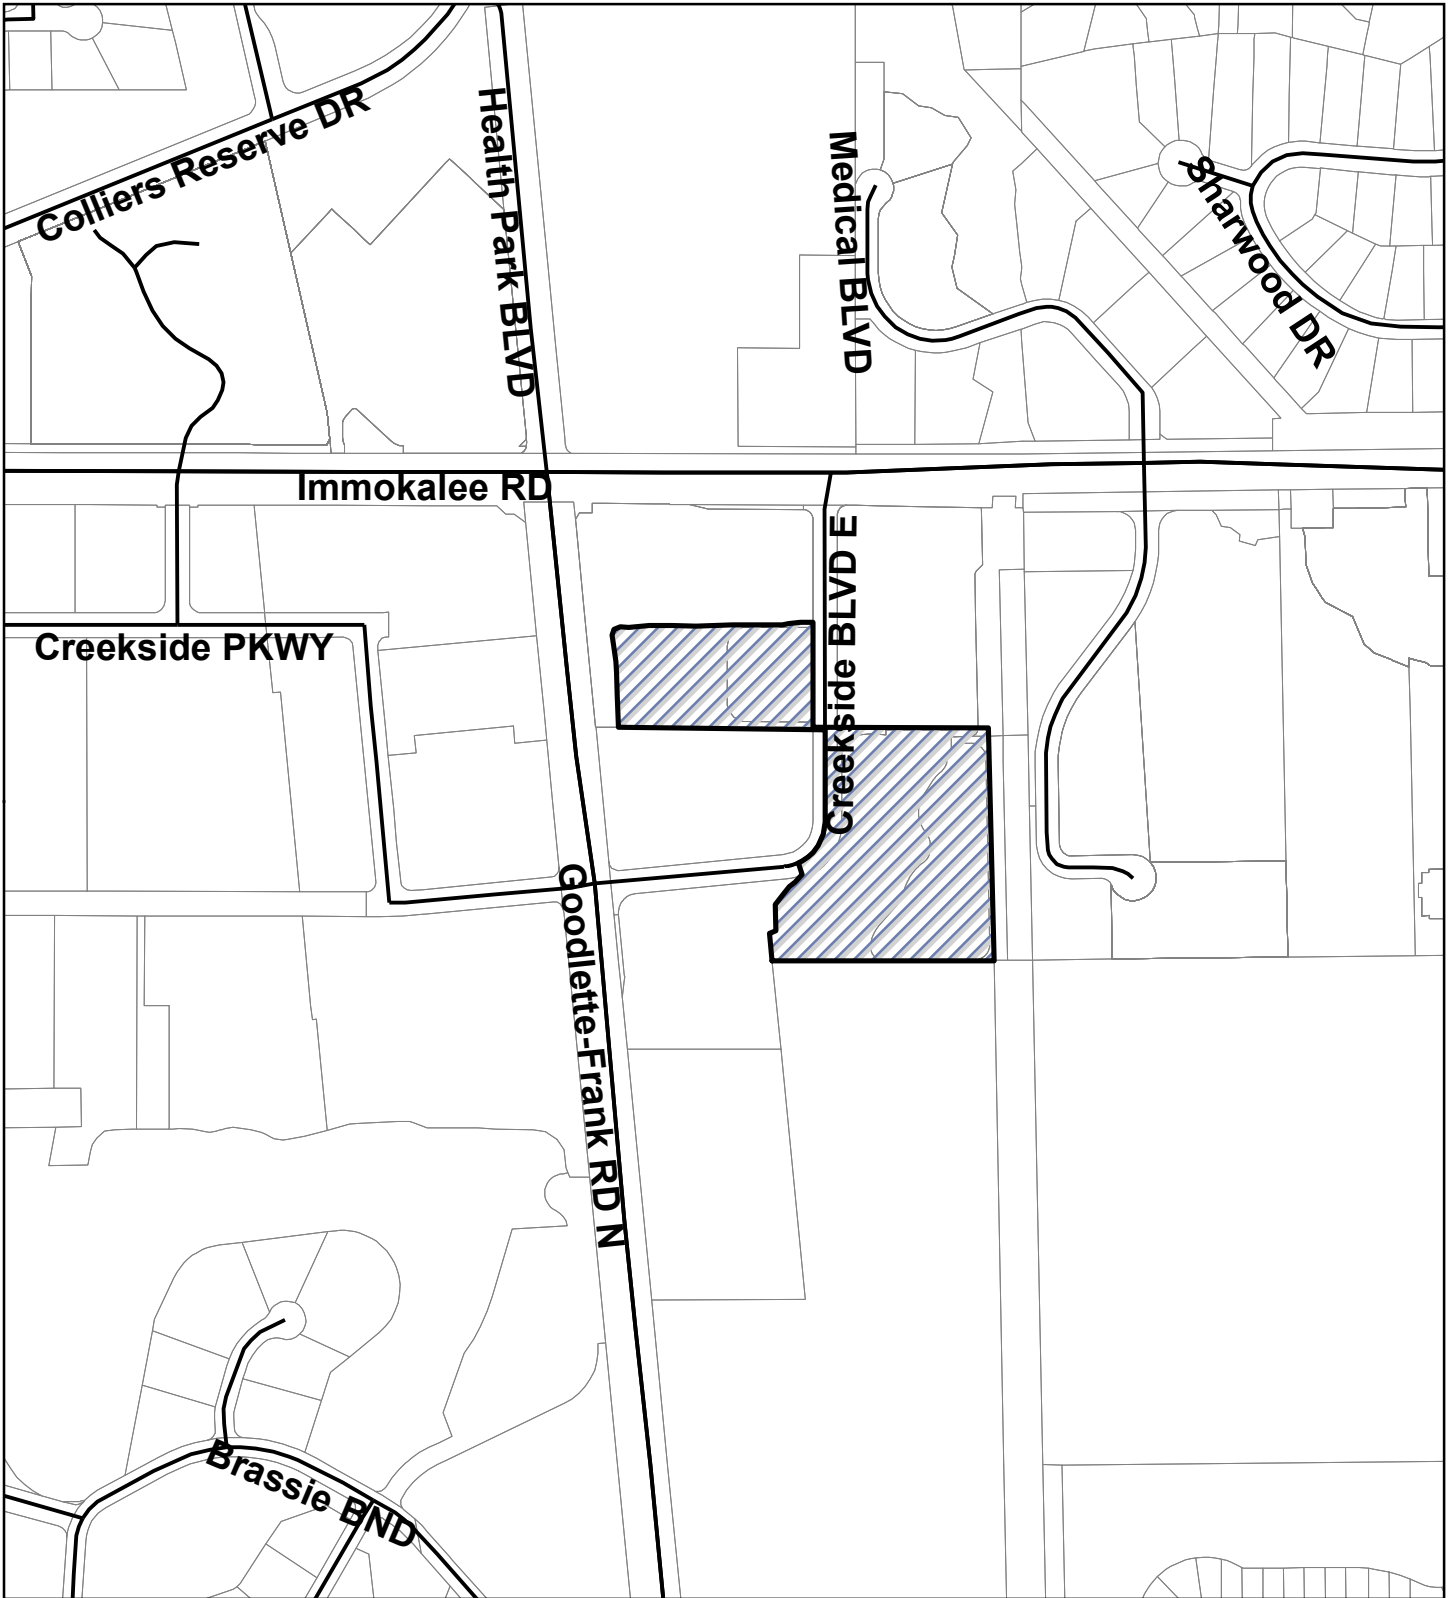 Colliers Reserve DR
Health Park BLVD
Medical BLVD
Sharwood DR
Immokalee RD
Creeksipe BLVD E
Creekside PKWY
Goodlette-Frank RD N
Brassie BND